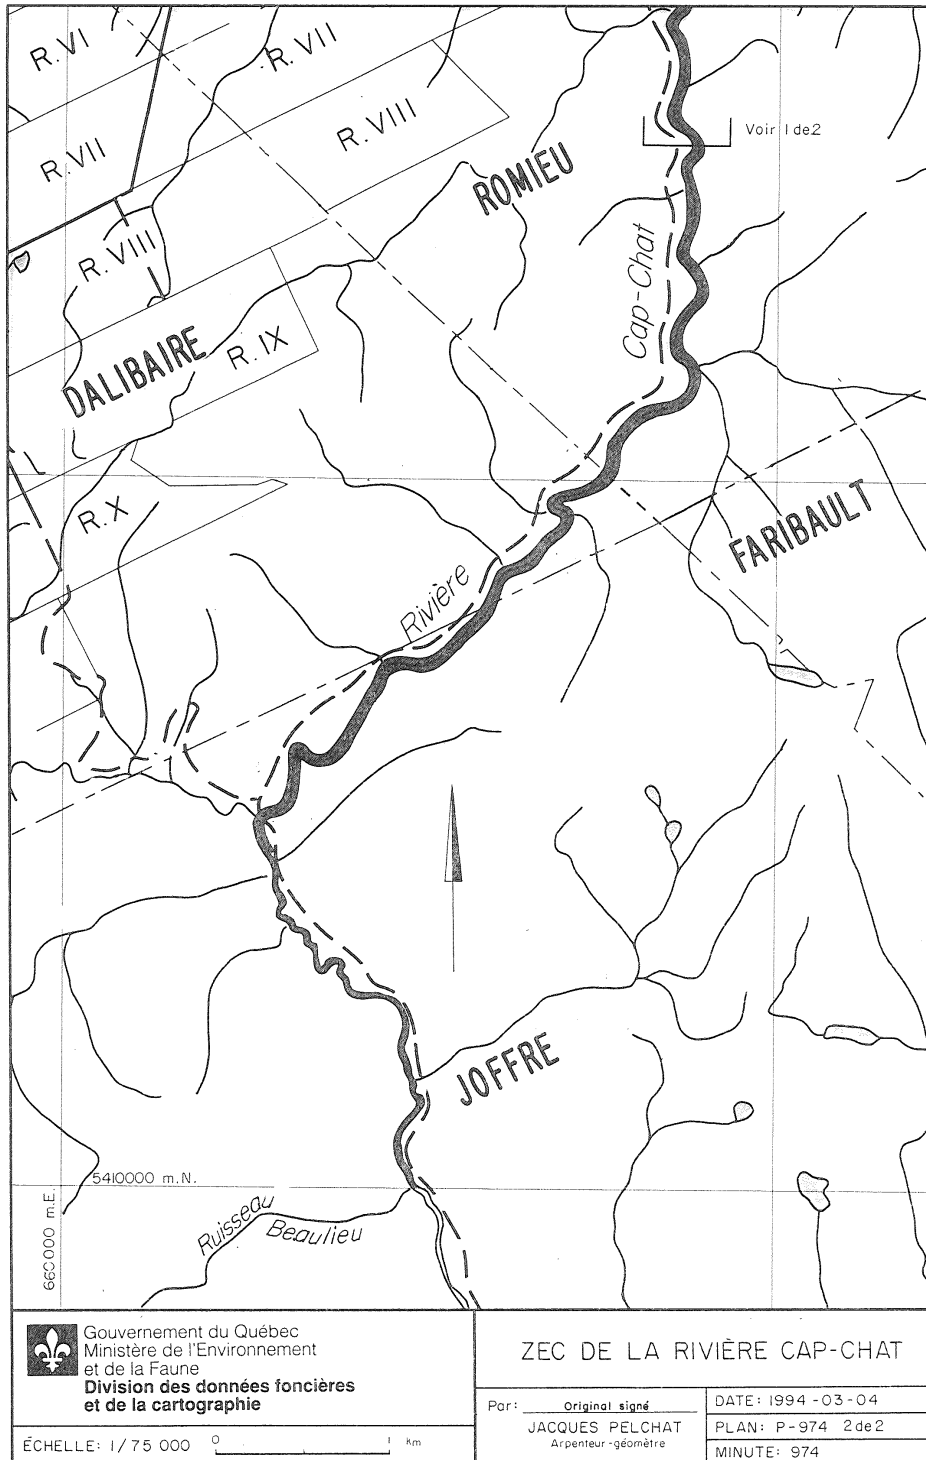 R. VI
R. VII
R. VIII
Voir 1 de 2
R. VII
ROMIEU
R. VIII
Cap-Chat
DALIBAIRE
R. IX
R. X
FARIBAULT
Rivière
JOFFRE
5410000 m.N.
660000 m.E.
Ruisseau
Beaulieu
Gouvernement du Québec
Ministère de l'Environnement
et de la Faune
Division des données foncières
et de la cartographie
ÉCHELLE: 1/75 000
0 1 Km
ZEC DE LA RIVIÈRE CAP-CHAT
Par: Original signé
JACQUES PELCHAT
Arpenteur-géomètre
DATE: 1994-03-04
PLAN: P-974 2de2
MINUTE: 974